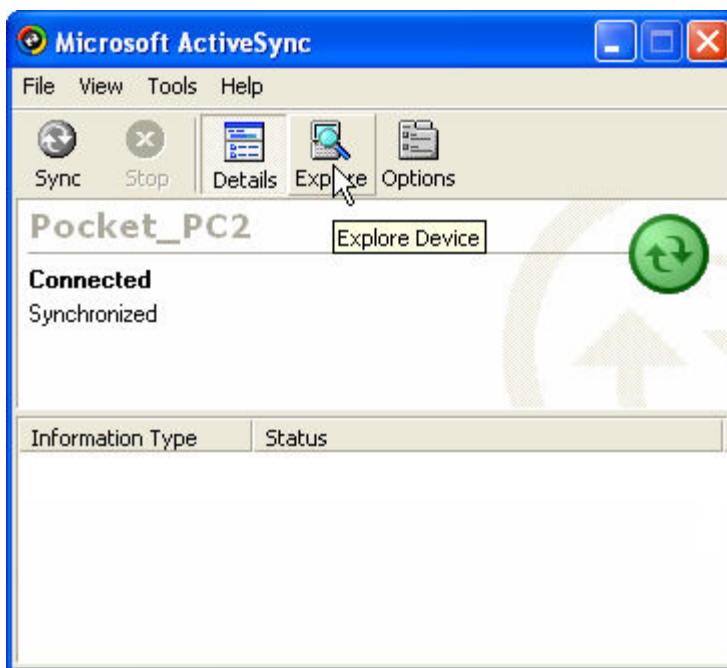 Microsoft ActiveSync
File View Tools Help
Sync Stop Details Explore Options
Explore Device
Pocket_PC2
Connected
Synchronized
Information Type Status